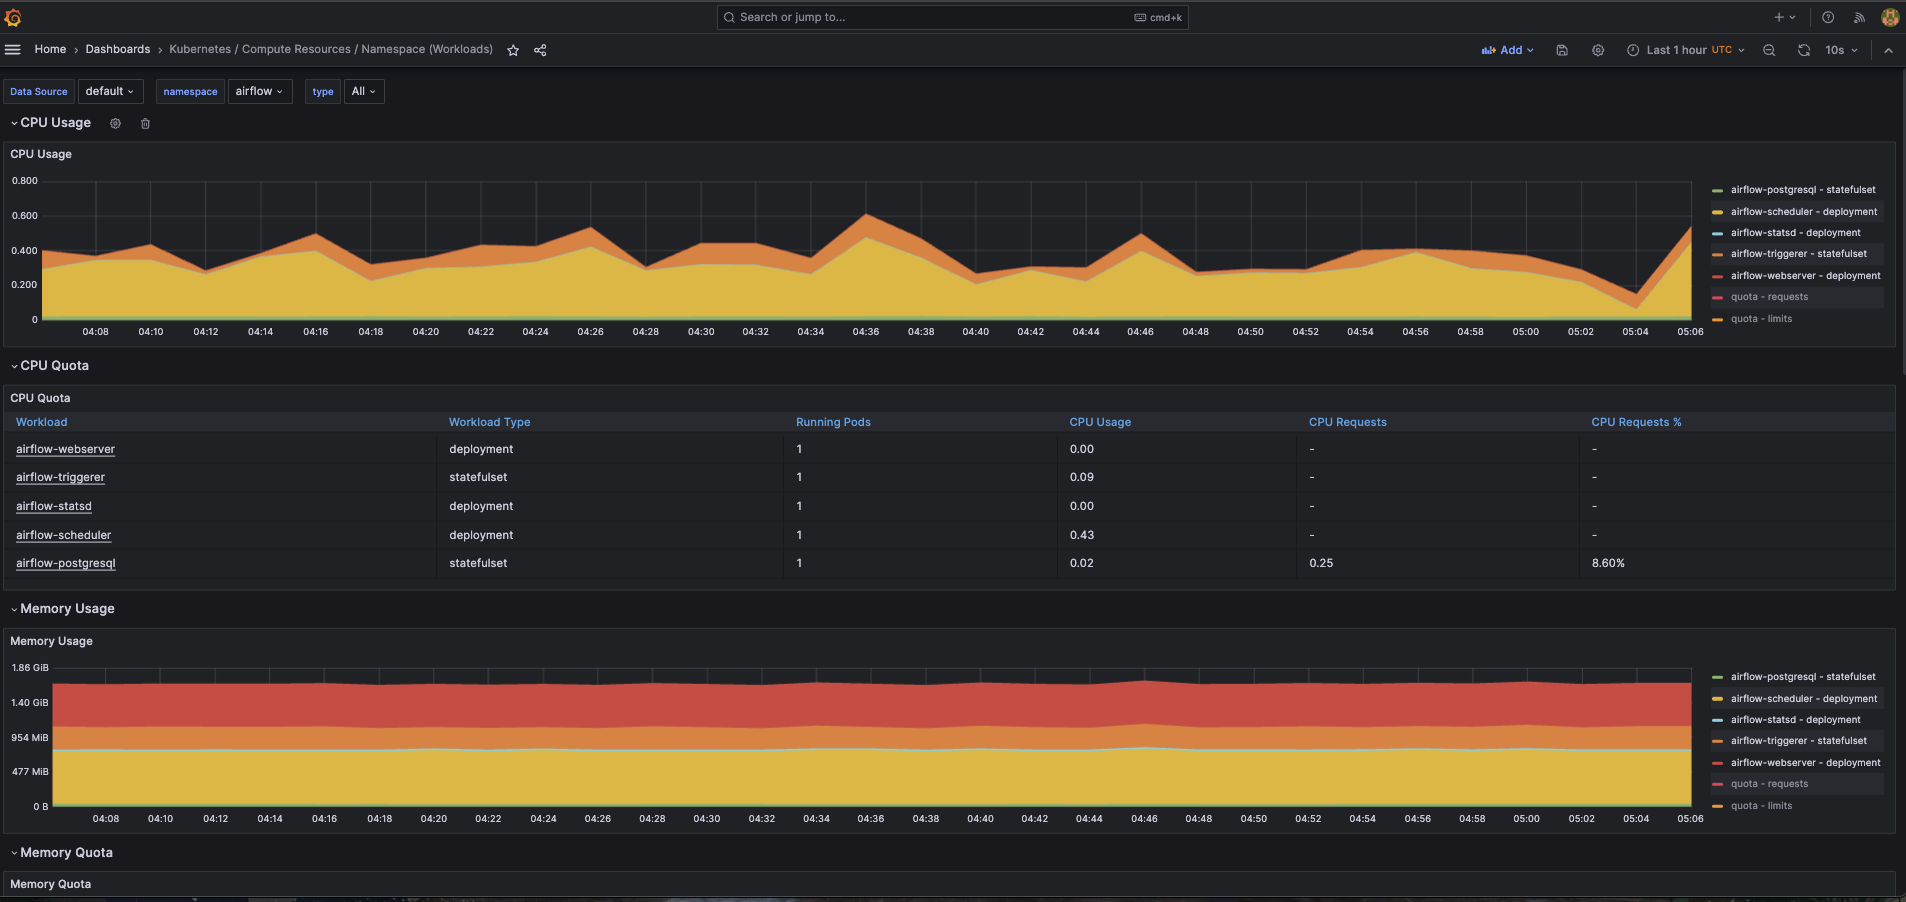 Search or jump to... cmd+k
Home › Dashboards › Kubernetes / Compute Resources / Namespace (Workloads)
Add Last 1 hour UTC 10s
Data Source default namespace airflow type All
CPU Usage
CPU Usage
0.800
0.600
0.400
0.200
0
04:08 04:10 04:12 04:14 04:16 04:18 04:20 04:22 04:24 04:26 04:28 04:30 04:32 04:34 04:36 04:38 04:40 04:42 04:44 04:46 04:48 04:50 04:52 04:54 04:56 04:58 05:00 05:02 05:04 05:06
airflow-postgresql - statefulset
airflow-scheduler - deployment
airflow-statsd - deployment
airflow-triggerer - statefulset
airflow-webserver - deployment
quota - requests
quota - limits
CPU Quota
CPU Quota
Workload Workload Type Running Pods CPU Usage CPU Requests CPU Requests %
airflow-webserver deployment 1 0.00 - -
airflow-triggerer statefulset 1 0.09 - -
airflow-statsd deployment 1 0.00 - -
airflow-scheduler deployment 1 0.43 - -
airflow-postgresql statefulset 1 0.02 0.25 8.60%
Memory Usage
Memory Usage
1.86 GiB
1.40 GiB
954 MiB
477 MiB
0 B
04:08 04:10 04:12 04:14 04:16 04:18 04:20 04:22 04:24 04:26 04:28 04:30 04:32 04:34 04:36 04:38 04:40 04:42 04:44 04:46 04:48 04:50 04:52 04:54 04:56 04:58 05:00 05:02 05:04 05:06
airflow-postgresql - statefulset
airflow-scheduler - deployment
airflow-statsd - deployment
airflow-triggerer - statefulset
airflow-webserver - deployment
quota - requests
quota - limits
Memory Quota
Memory Quota